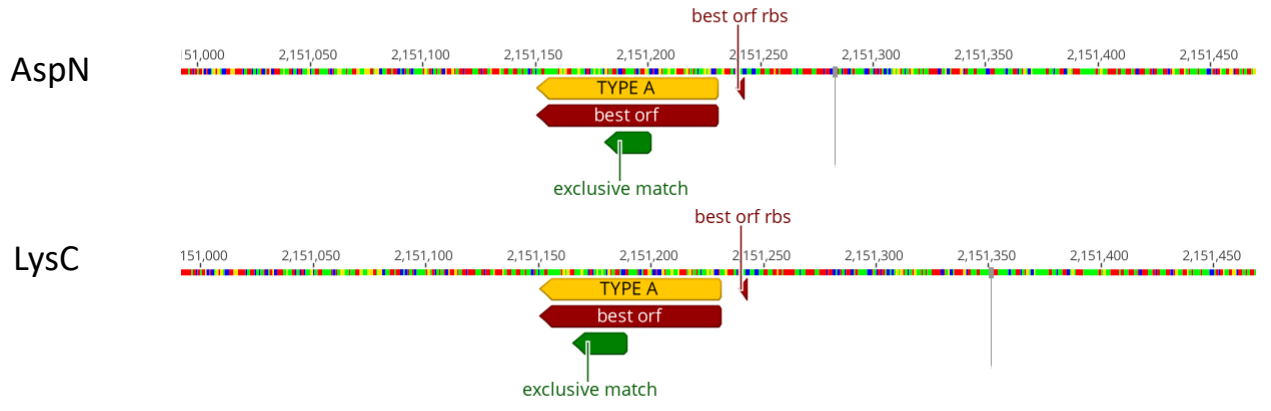 best orf rbs
AspN
151,000 2,151,050 2,151,100 2,151,150 2,151,200 2,151,250 2,151,300 2,151,350 2,151,400 2,151,450
TYPE A
best orf
exclusive match
best orf rbs
LysC
151,000 2,151,050 2,151,100 2,151,150 2,151,200 2,151,250 2,151,300 2,151,350 2,151,400 2,151,450
TYPE A
best orf
exclusive match